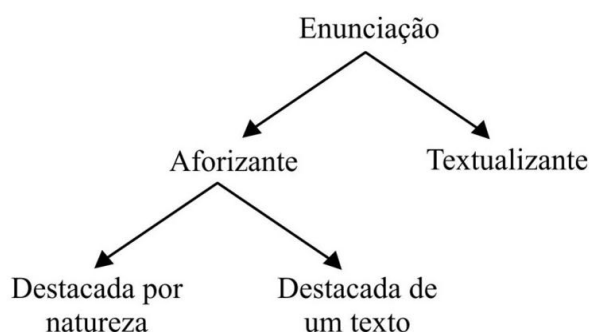 Enunciação
Aforizante
Textualizante
Destacada por
natureza
Destacada de
um texto